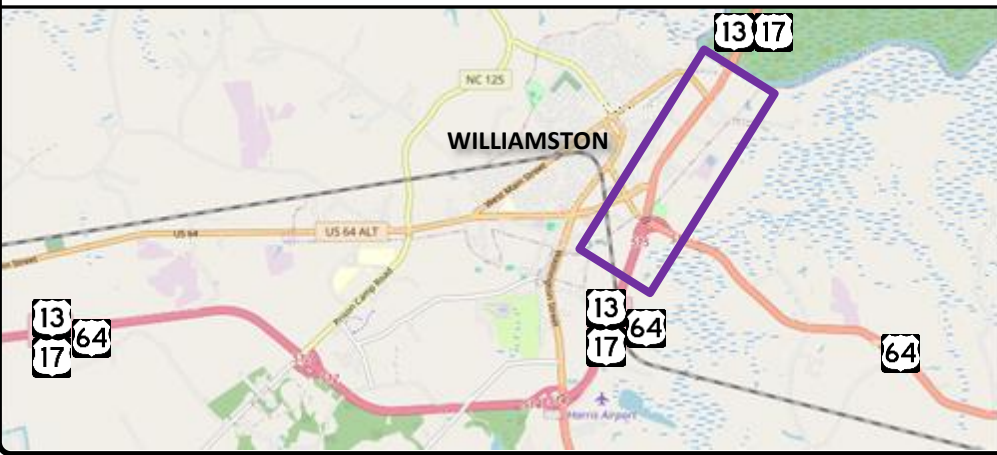 13 17
NC 125
WILLIAMSTON
West Main Street
US 64
US 64 ALT
Street
Prison Camp Road
13
17
64
13
17
64
64
Harris Airport